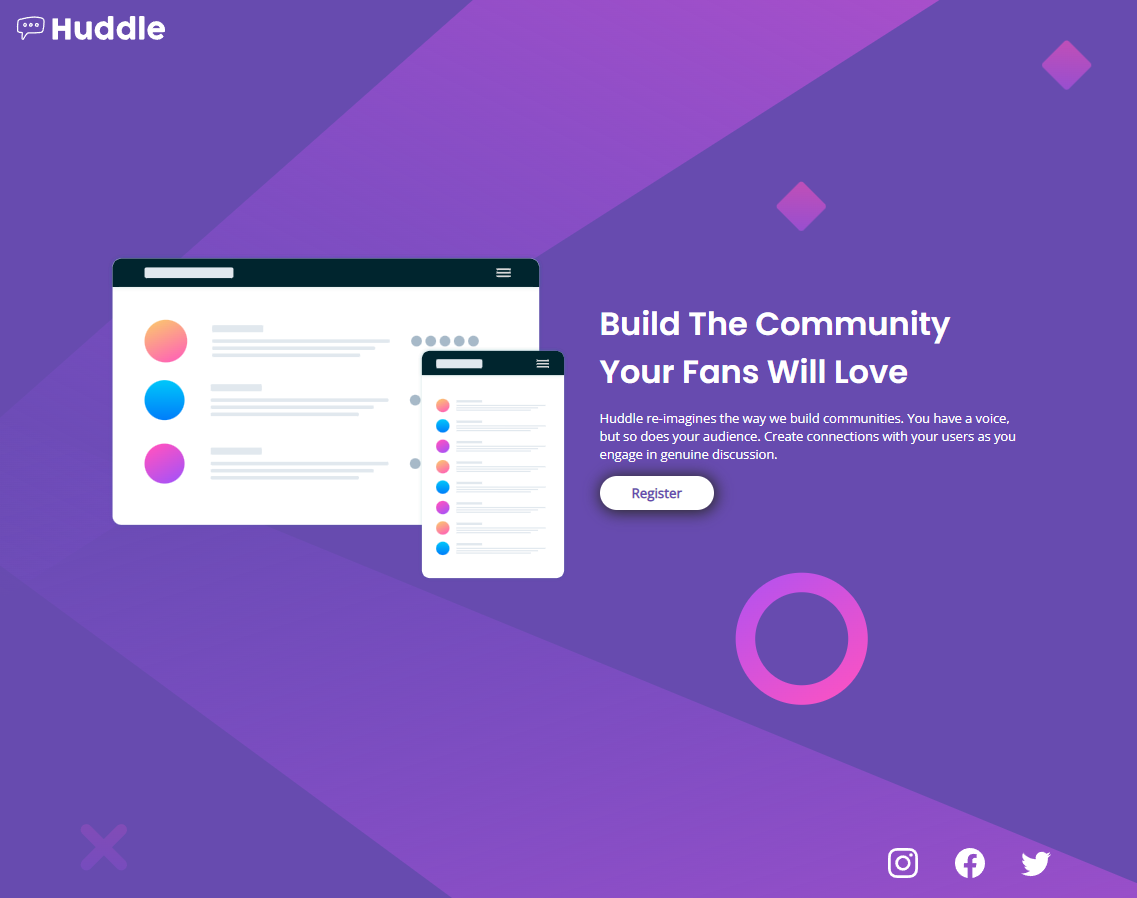 Huddle
Build The Community
Your Fans Will Love
Huddle re-imagines the way we build communities. You have a voice,
but so does your audience. Create connections with your users as you
engage in genuine discussion.
Register